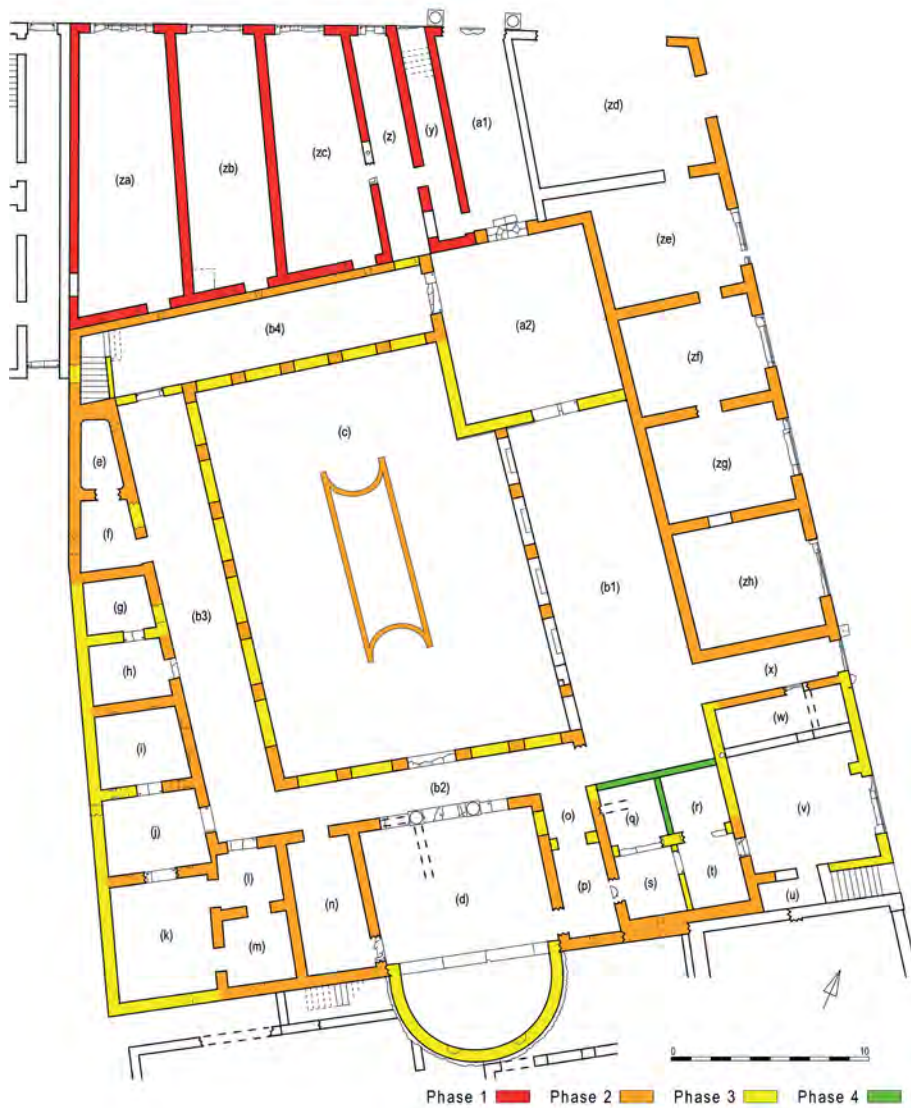 (za)
(zb)
(zc)
(z)
(y)
(a1)
(zd)
(ze)
(a2)
(b4)
(zf)
(c)
(e)
(zg)
(f)
(b1)
(b3)
(g)
(zh)
(h)
(x)
(i)
(w)
(b2)
(v)
(j)
(o)
(q)
(r)
(l)
(n)
(d)
(p)
(s)
(t)
(k)
(m)
(u)
0 10
Phase 1 Phase 2 Phase 3 Phase 4